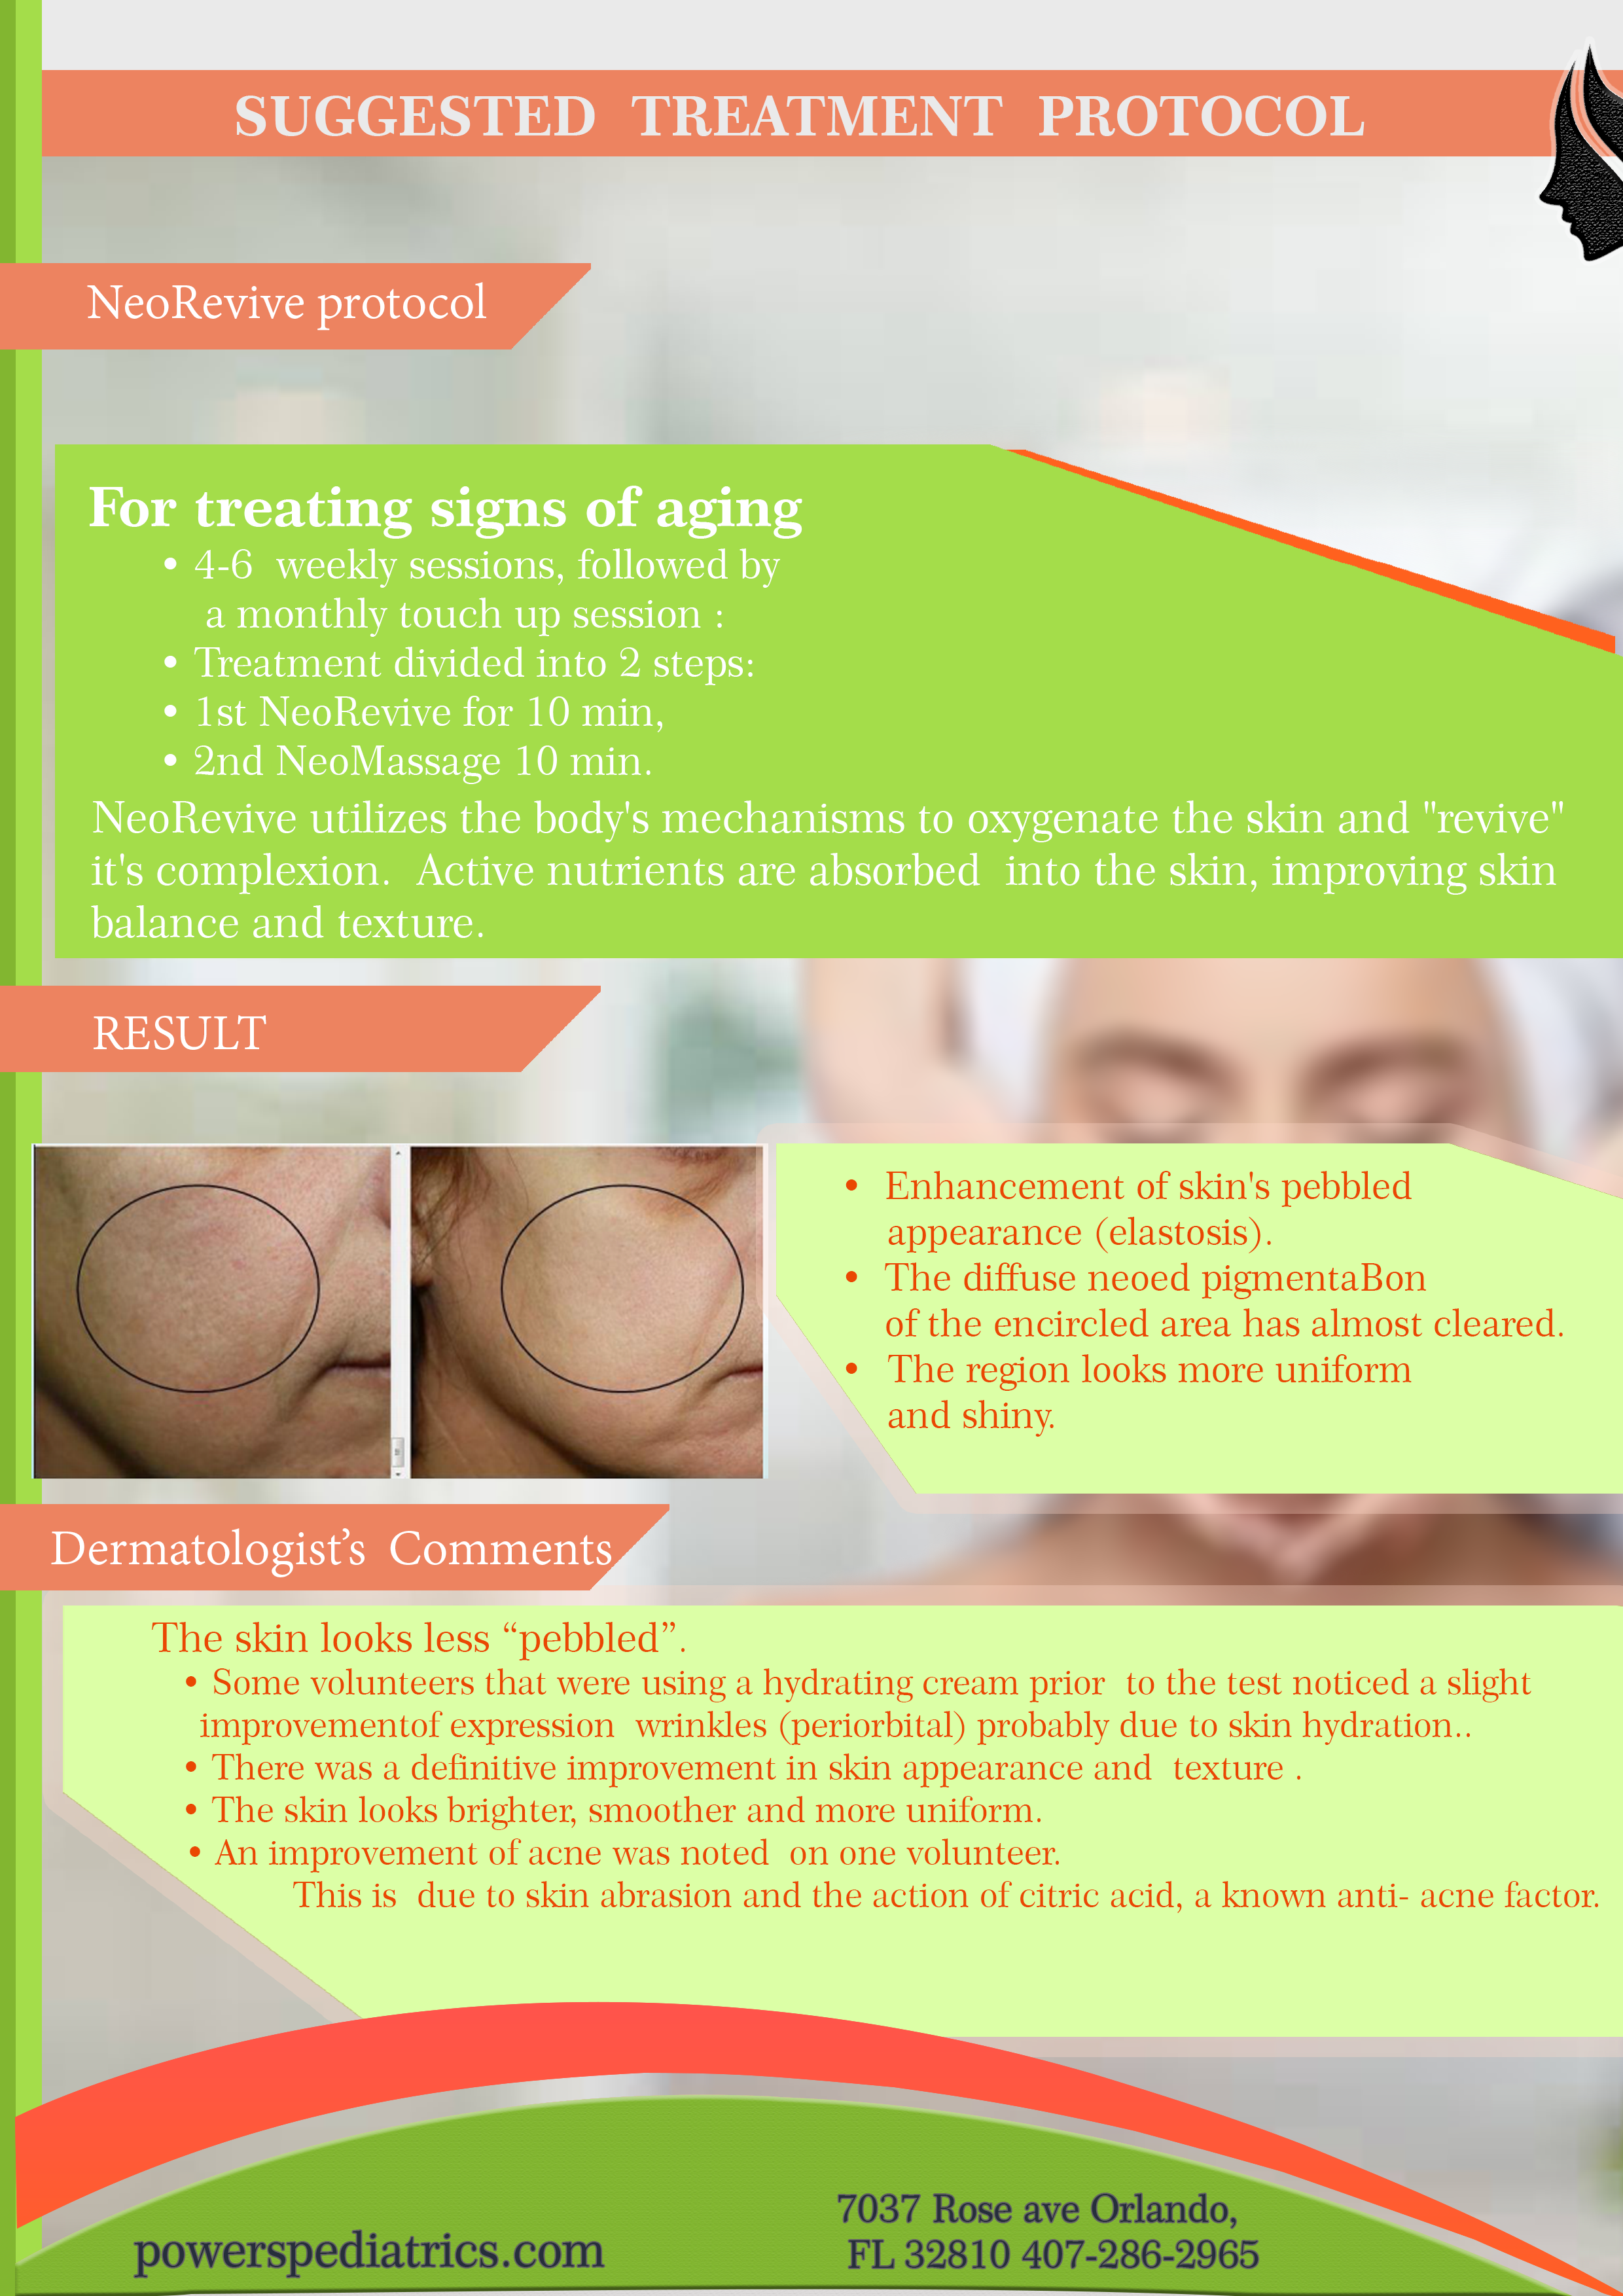 SUGGESTED TREATMENT PROTOCOL
NeoRevive protocol
For treating signs of aging
• 4-6 weekly sessions, followed by
a monthly touch up session :
• Treatment divided into 2 steps:
• 1st NeoRevive for 10 min,
• 2nd NeoMassage 10 min.
NeoRevive utilizes the body's mechanisms to oxygenate the skin and "revive"
it's complexion. Active nutrients are absorbed into the skin, improving skin
balance and texture.
RESULT
• Enhancement of skin's pebbled
appearance (elastosis).
• The diffuse neoed pigmentaBon
of the encircled area has almost cleared.
• The region looks more uniform
and shiny.
Dermatologist’s Comments
The skin looks less “pebbled”.
• Some volunteers that were using a hydrating cream prior to the test noticed a slight
improvementof expression wrinkles (periorbital) probably due to skin hydration..
• There was a definitive improvement in skin appearance and texture .
• The skin looks brighter, smoother and more uniform.
• An improvement of acne was noted on one volunteer.
This is due to skin abrasion and the action of citric acid, a known anti- acne factor.
powerspediatrics.com
7037 Rose ave Orlando,
FL 32810 407-286-2965